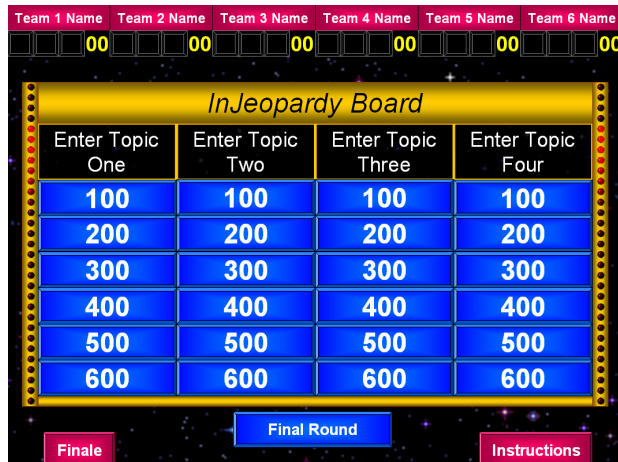 Team 1 Name Team 2 Name Team 3 Name Team 4 Name Team 5 Name Team 6 Name
00 00 00 00 00 00
InJeopardy Board
Enter Topic Enter Topic Enter Topic Enter Topic
One Two Three Four
100 100 100 100
200 200 200 200
300 300 300 300
400 400 400 400
500 500 500 500
600 600 600 600
Final Round
Finale Instructions